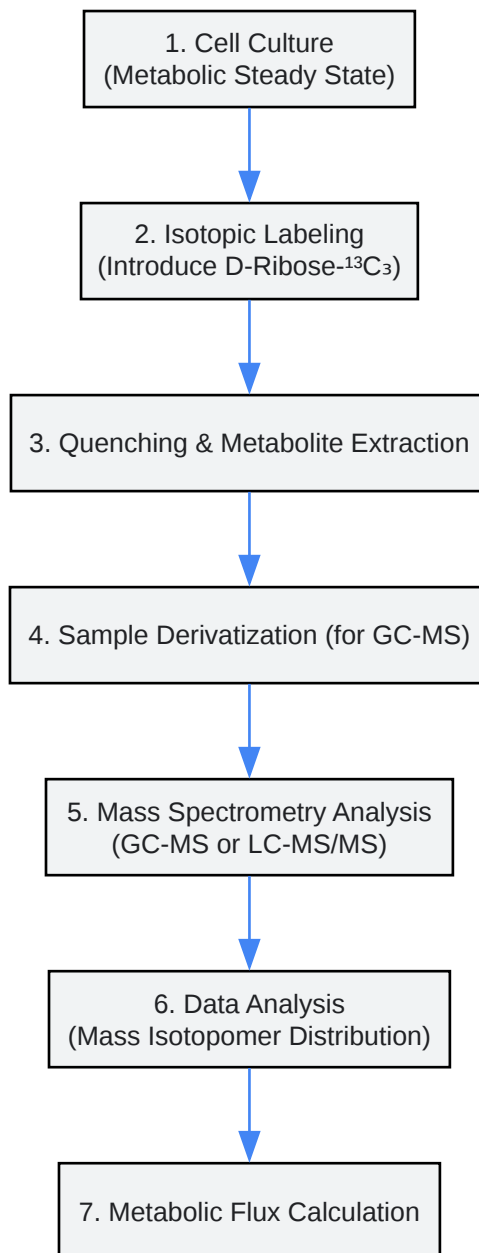 1. Cell Culture
(Metabolic Steady State)
2. Isotopic Labeling
(Introduce D-Ribose-¹³C₃)
3. Quenching & Metabolite Extraction
4. Sample Derivatization (for GC-MS)
5. Mass Spectrometry Analysis
(GC-MS or LC-MS/MS)
6. Data Analysis
(Mass Isotopomer Distribution)
7. Metabolic Flux Calculation